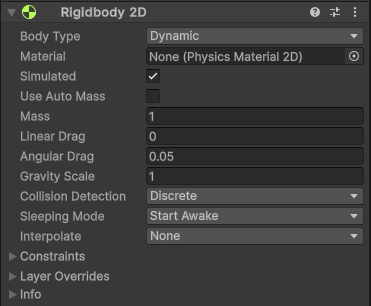 Rigidbody 2D
Body Type Dynamic
Material None (Physics Material 2D)
Simulated
Use Auto Mass
Mass 1
Linear Drag 0
Angular Drag 0.05
Gravity Scale 1
Collision Detection Discrete
Sleeping Mode Start Awake
Interpolate None
Constraints
Layer Overrides
Info